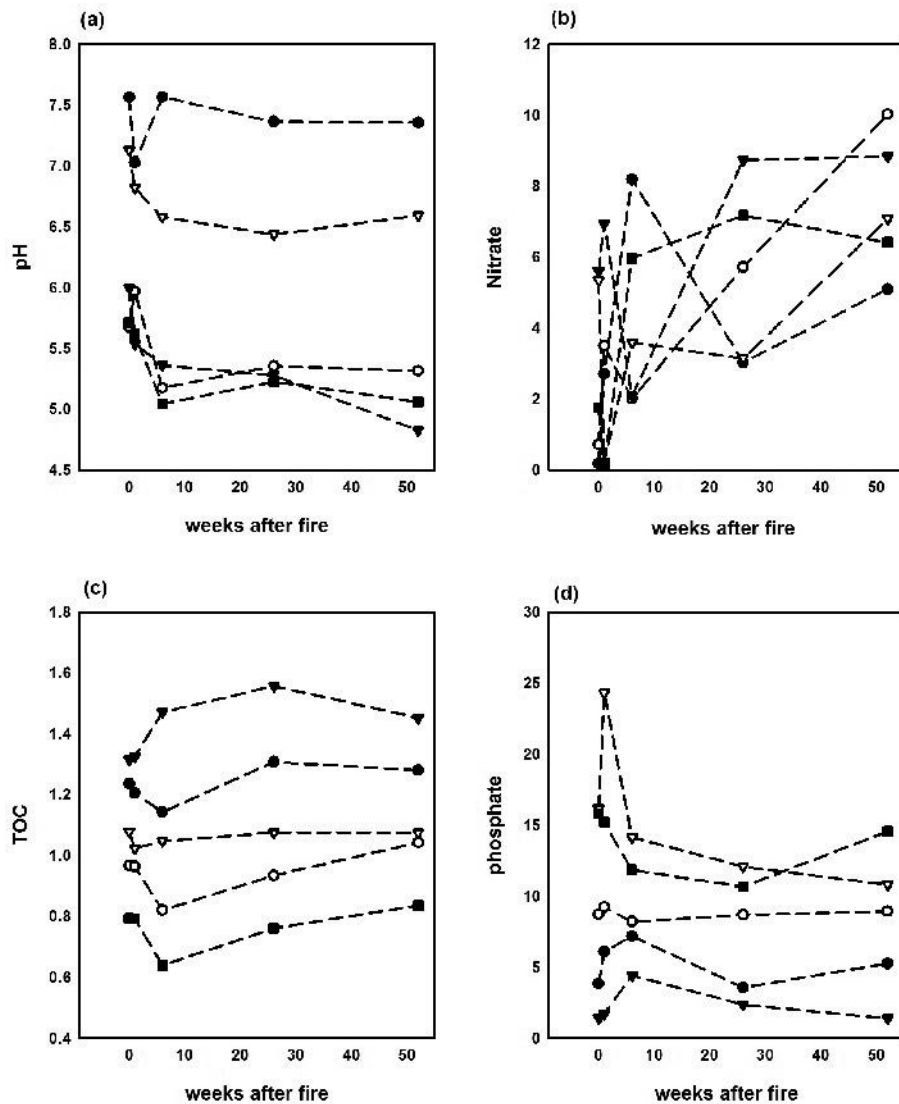 (a)
8.0
7.5
7.0
6.5
6.0
5.5
5.0
4.5
pH
0 10 20 30 40 50
weeks after fire
(b)
12
10
8
6
4
2
0
Nitrate
0 10 20 30 40 50
weeks after fire
(c)
1.8
1.6
1.4
1.2
1.0
0.8
0.6
0.4
TOC
0 10 20 30 40 50
weeks after fire
(d)
30
25
20
15
10
5
0
phosphate
0 10 20 30 40 50
weeks after fire